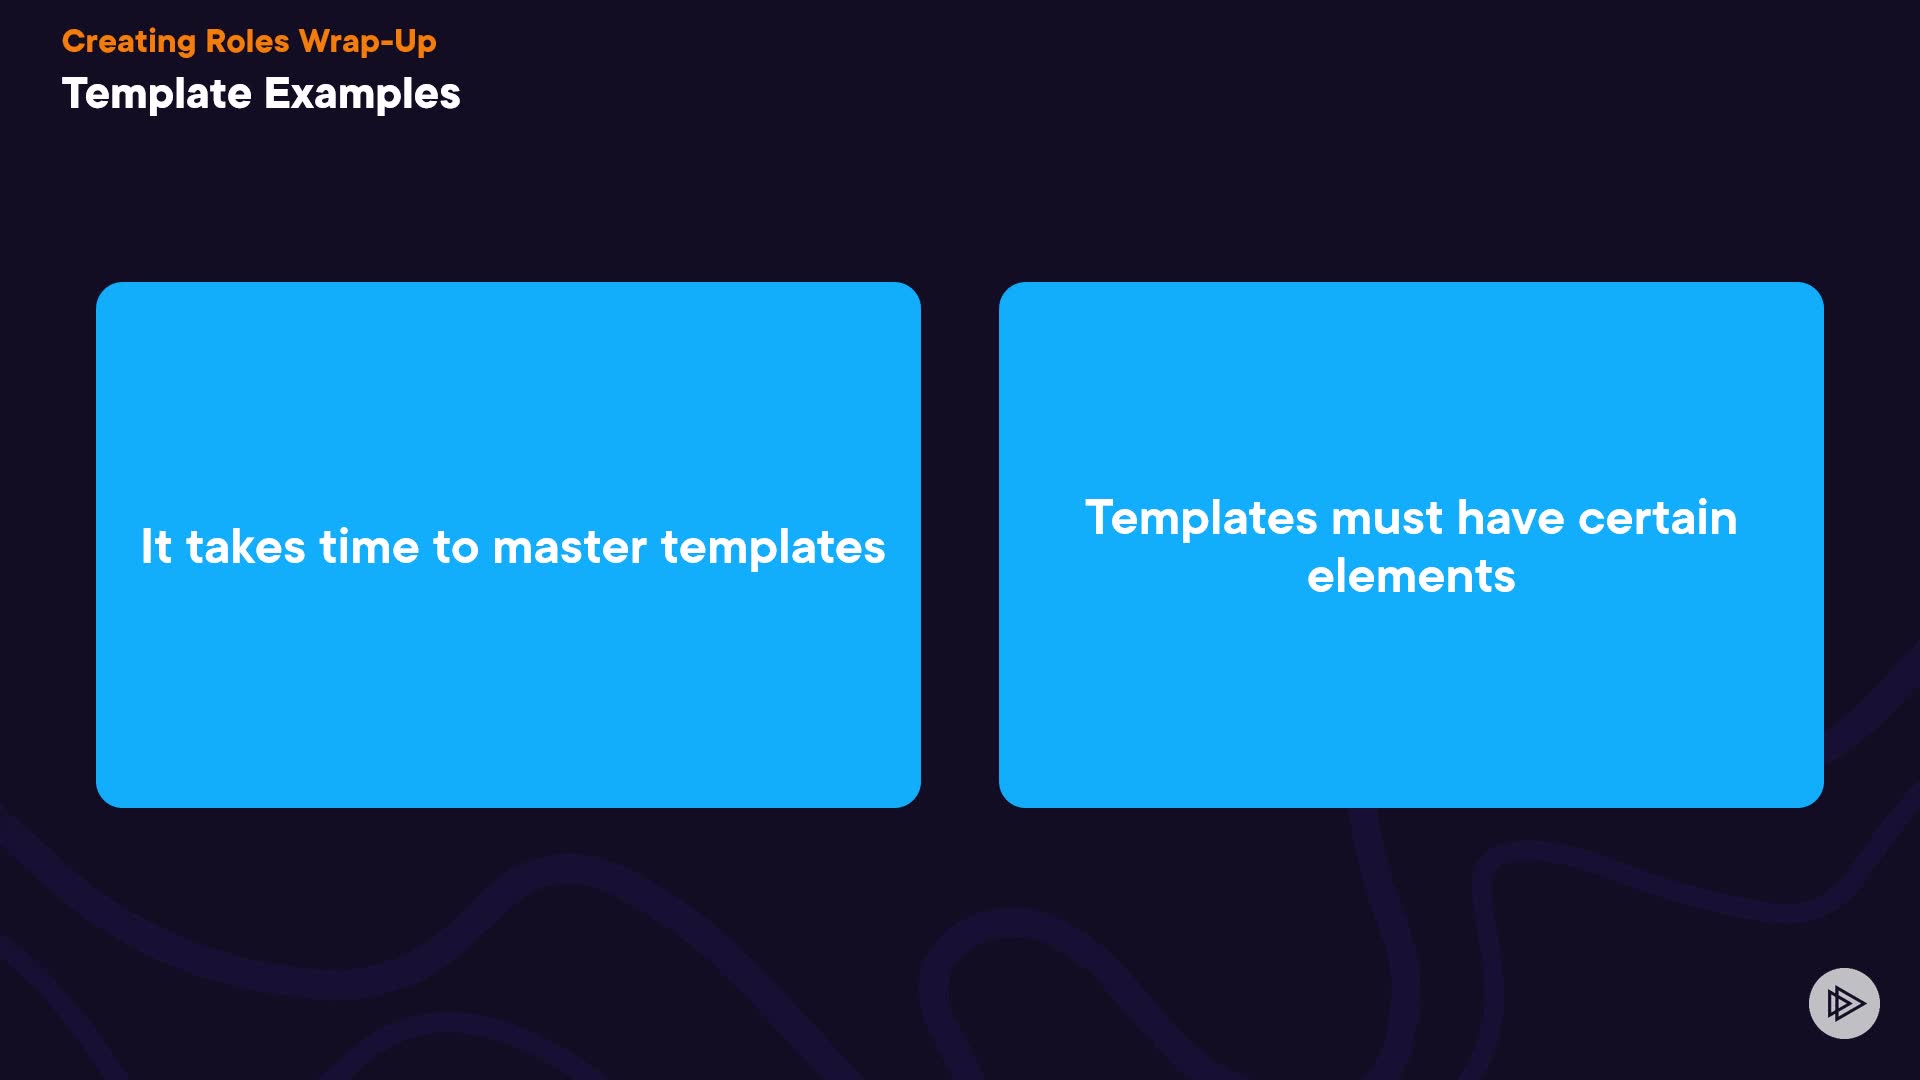 Creating Roles Wrap-Up
Template Examples
It takes time to master templates
Templates must have certain
elements